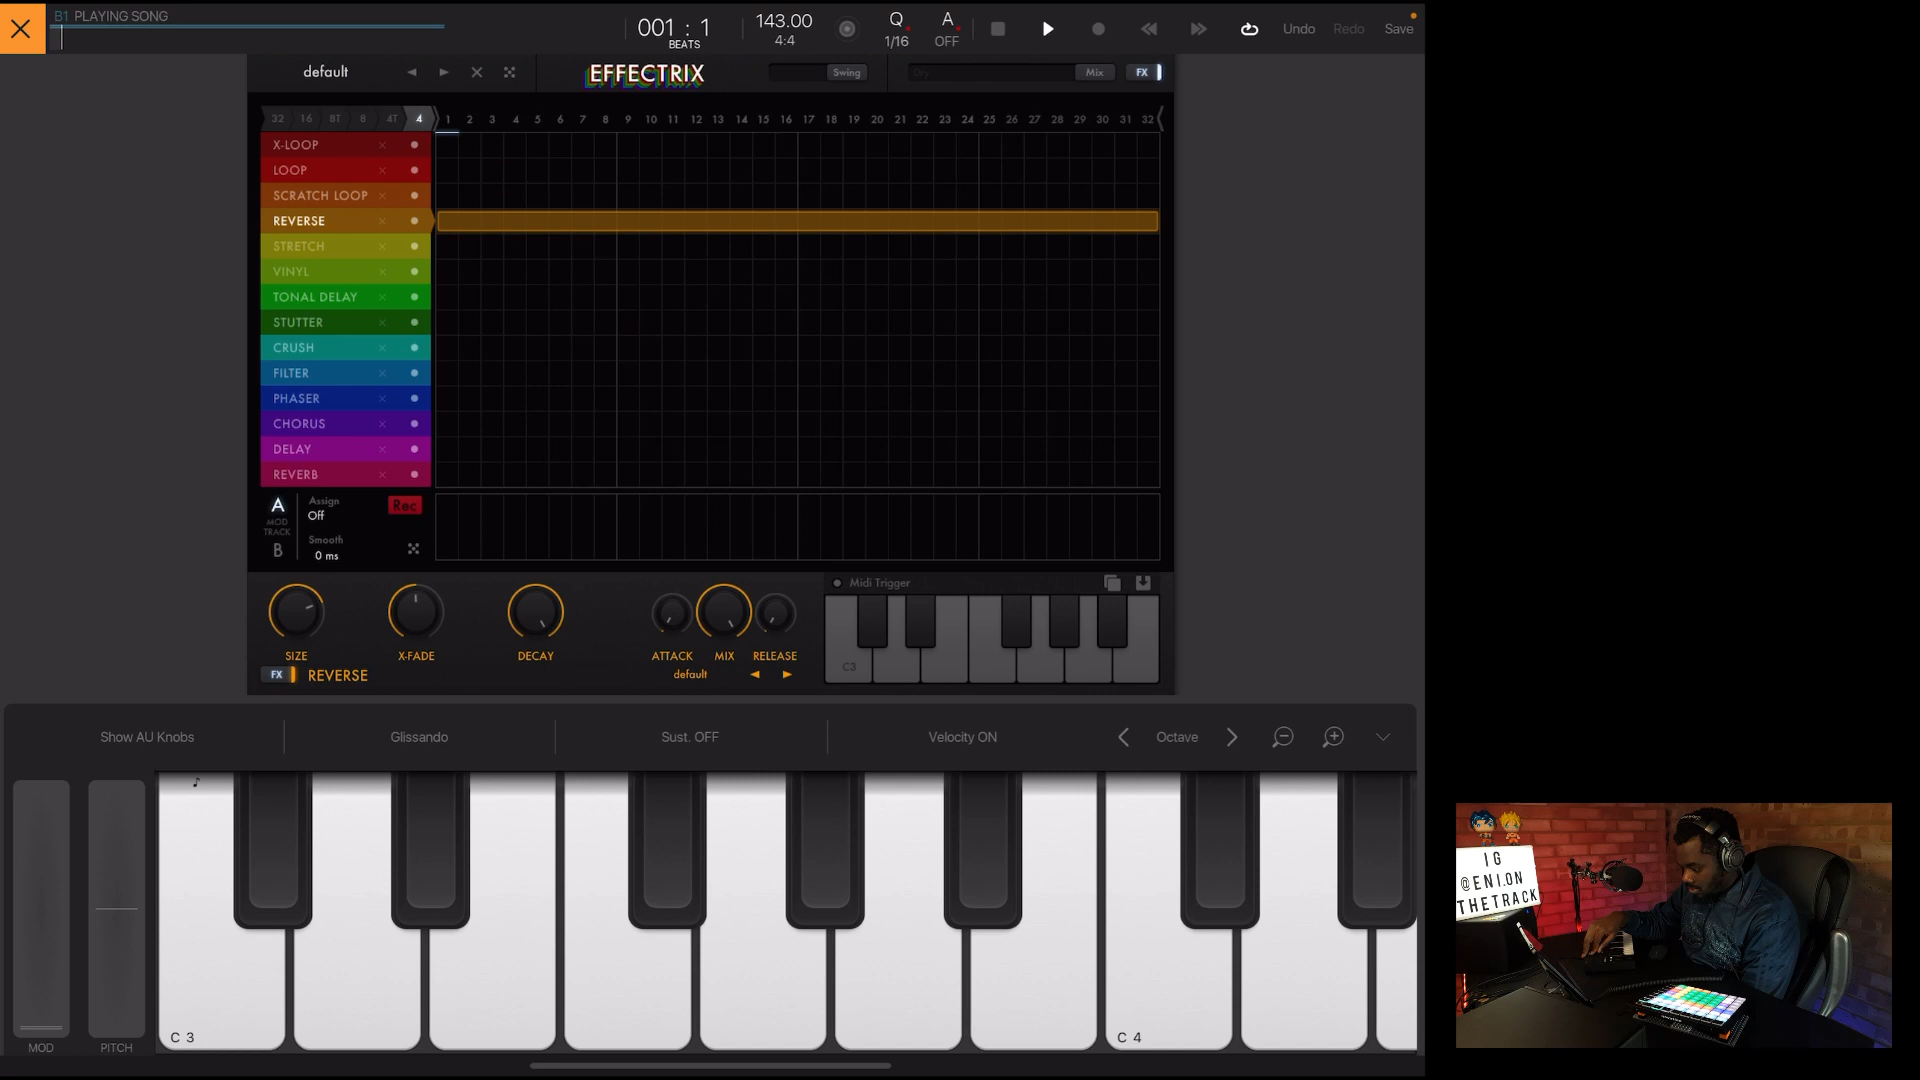 B1 PLAYING SONG
001 : 1
BEATS
143.00
4:4
Q
1/16
A
OFF
Undo
Redo
Save
default
EFFECTRIX
Swing
Dry
Mix
FX
32 16 8T 8 4T 4
1 2 3 4 5 6 7 8 9 10 11 12 13 14 15 16 17 18 19 20 21 22 23 24 25 26 27 28 29 30 31 32
X-LOOP
LOOP
SCRATCH LOOP
REVERSE
STRETCH
VINYL
TONAL DELAY
STUTTER
CRUSH
FILTER
PHASER
CHORUS
DELAY
REVERB
A
MOD
TRACK
B
Assign
Off
Rec
Smooth
0 ms
Midi Trigger
SIZE
X-FADE
DECAY
ATTACK
MIX
RELEASE
default
FX
REVERSE
C3
Show AU Knobs
Glissando
Sust. OFF
Velocity ON
Octave
C 3
C 4
MOD
PITCH
IG
@ENI.ON
THETRACK